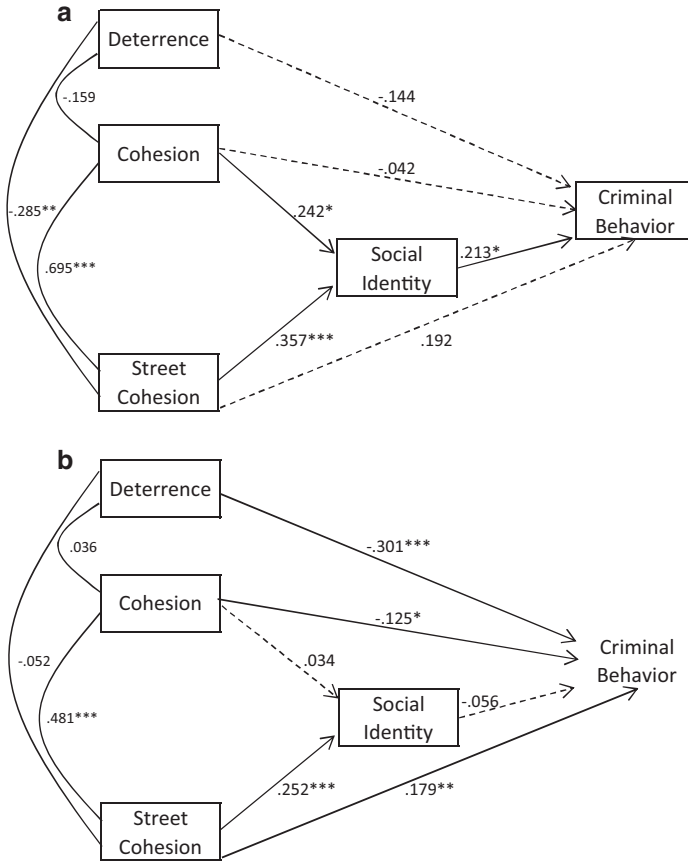 a
Deterrence
-.144
-.159
Cohesion
-.042
Criminal
Behavior
-.285**
.242*
Social
Identity
.213*
.695***
.357***
.192
Street
Cohesion
b
Deterrence
-.301***
.036
Cohesion
-.125*
.034
Criminal
Behavior
-.052
Social
Identity
-.056
.481***
.252***
.179**
Street
Cohesion